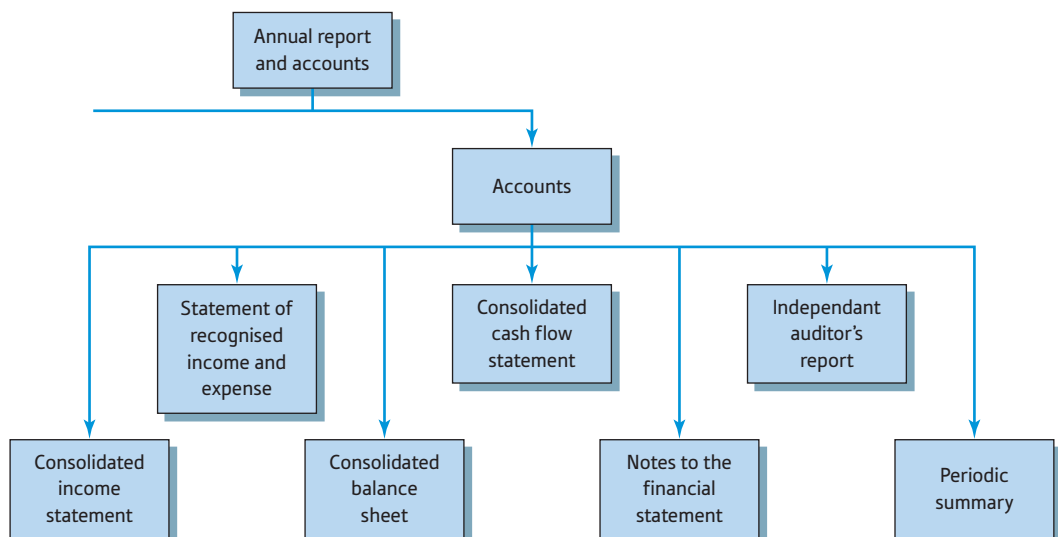 Annual report
and accounts
Accounts
Statement of
recognised
income and
expense
Consolidated
cash flow
statement
Independant
auditor's
report
Consolidated
income
statement
Consolidated
balance
sheet
Notes to the
financial
statement
Periodic
summary